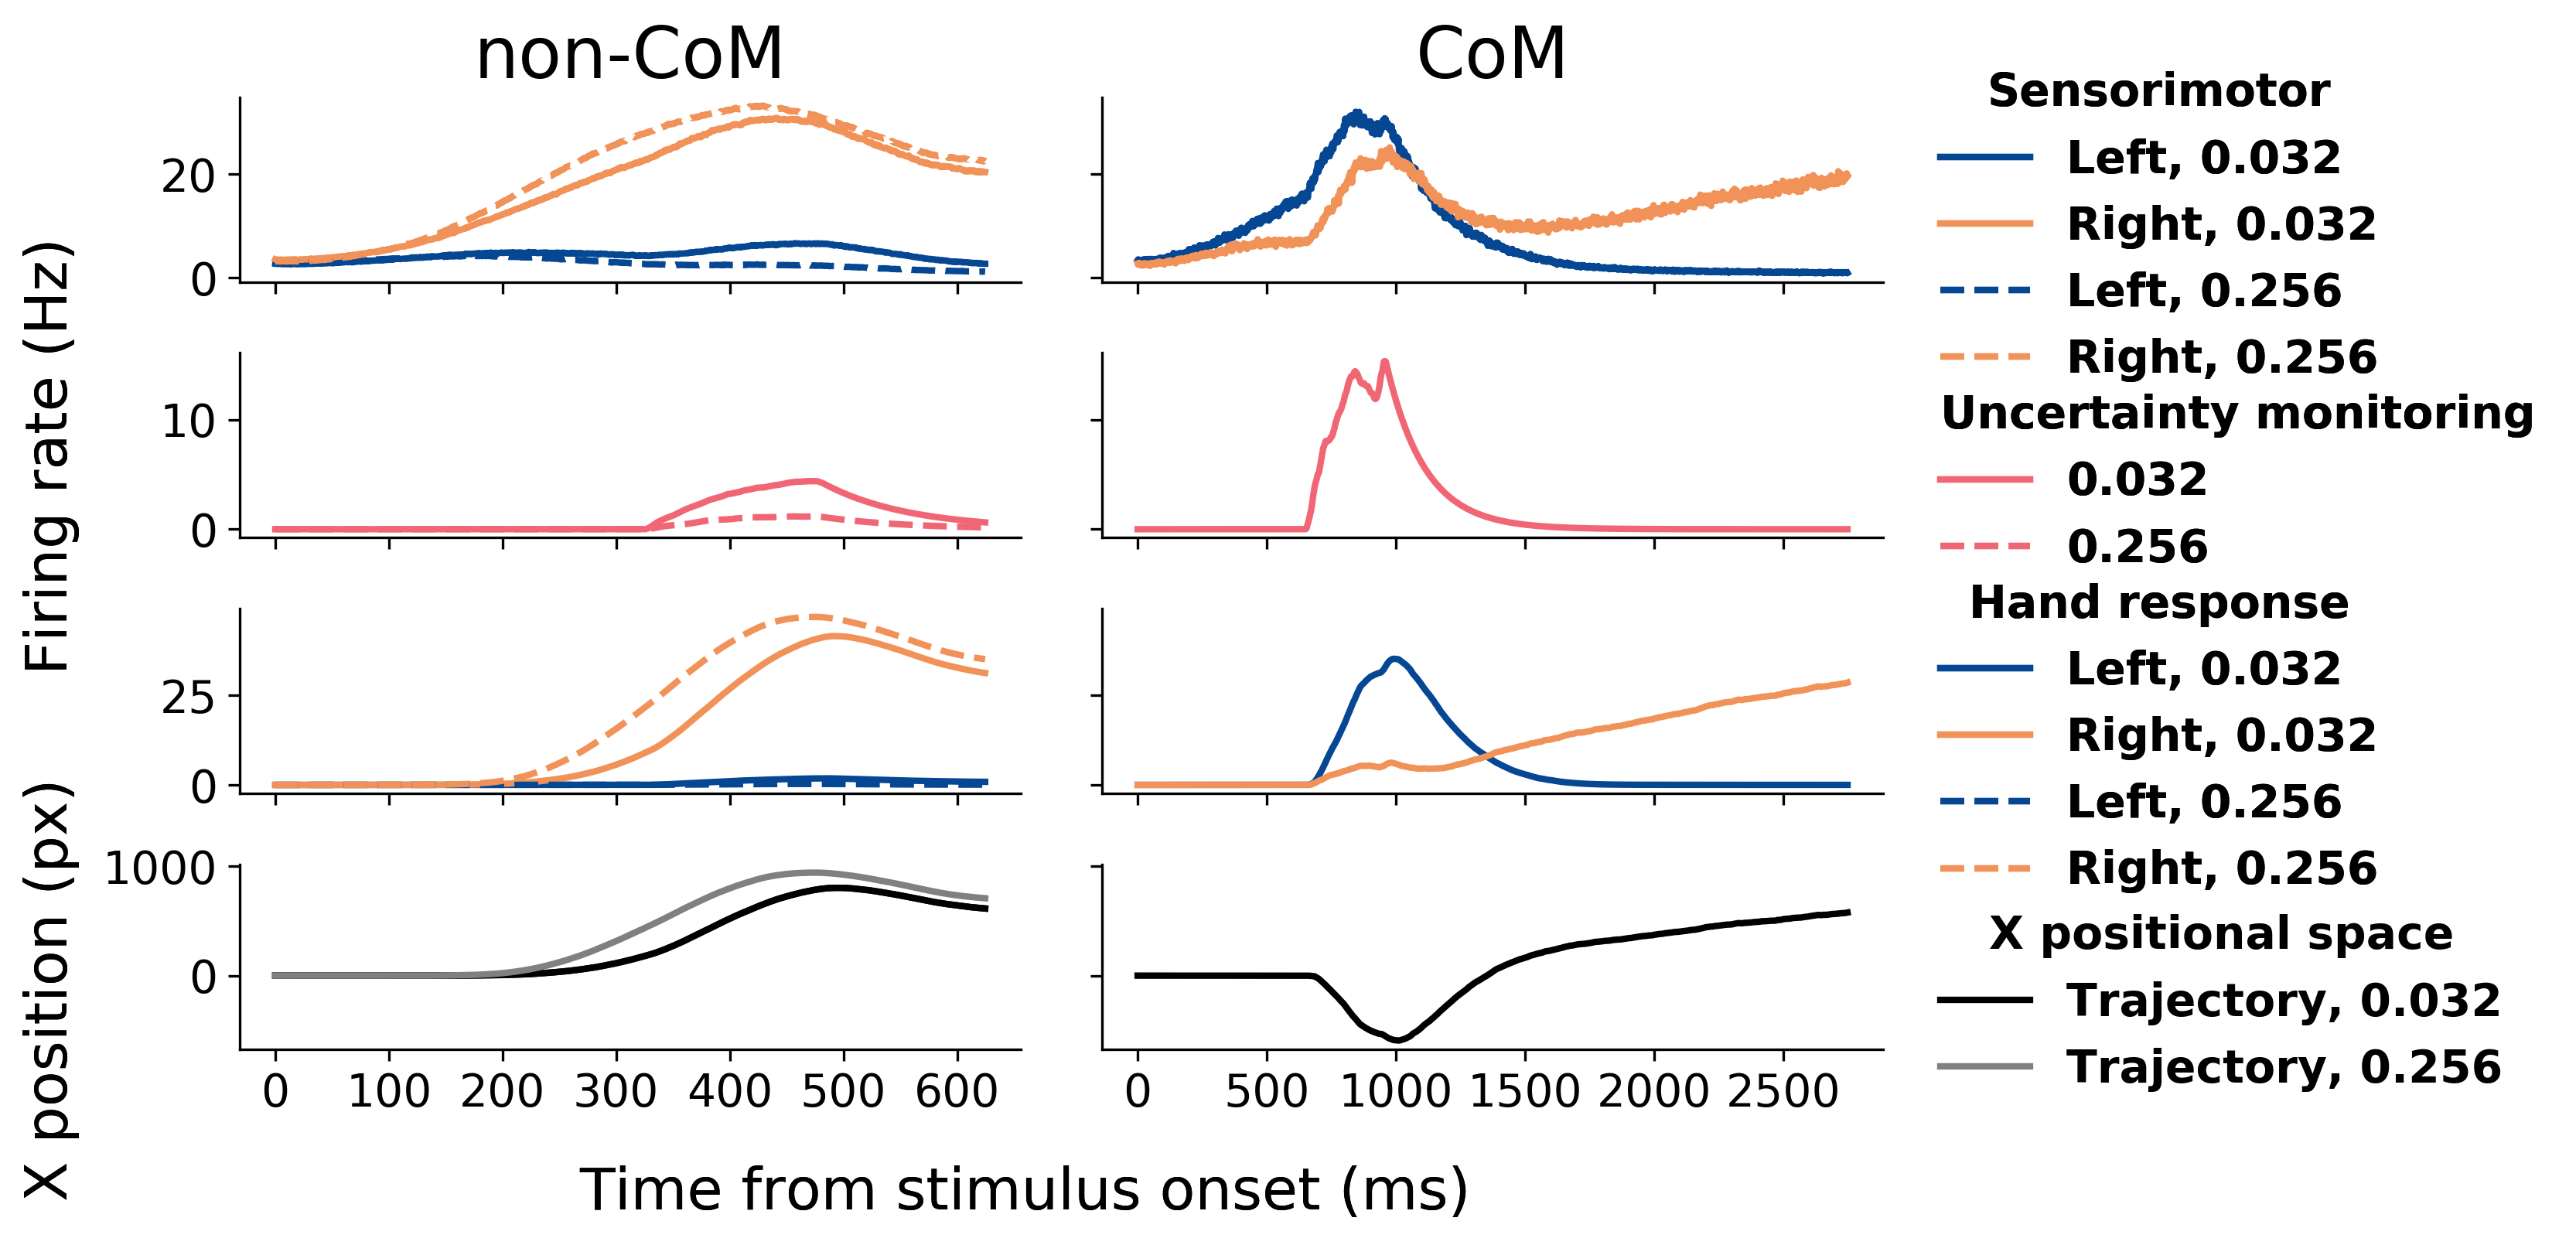 non-CoM
CoM
Firing rate (Hz)
X position (px)
20
0
10
0
25
0
1000
0
0 100 200 300 400 500 600
0 500 1000 1500 2000 2500
Time from stimulus onset (ms)
Sensorimotor
Left, 0.032
Right, 0.032
Left, 0.256
Right, 0.256
Uncertainty monitoring
0.032
0.256
Hand response
Left, 0.032
Right, 0.032
Left, 0.256
Right, 0.256
X positional space
Trajectory, 0.032
Trajectory, 0.256